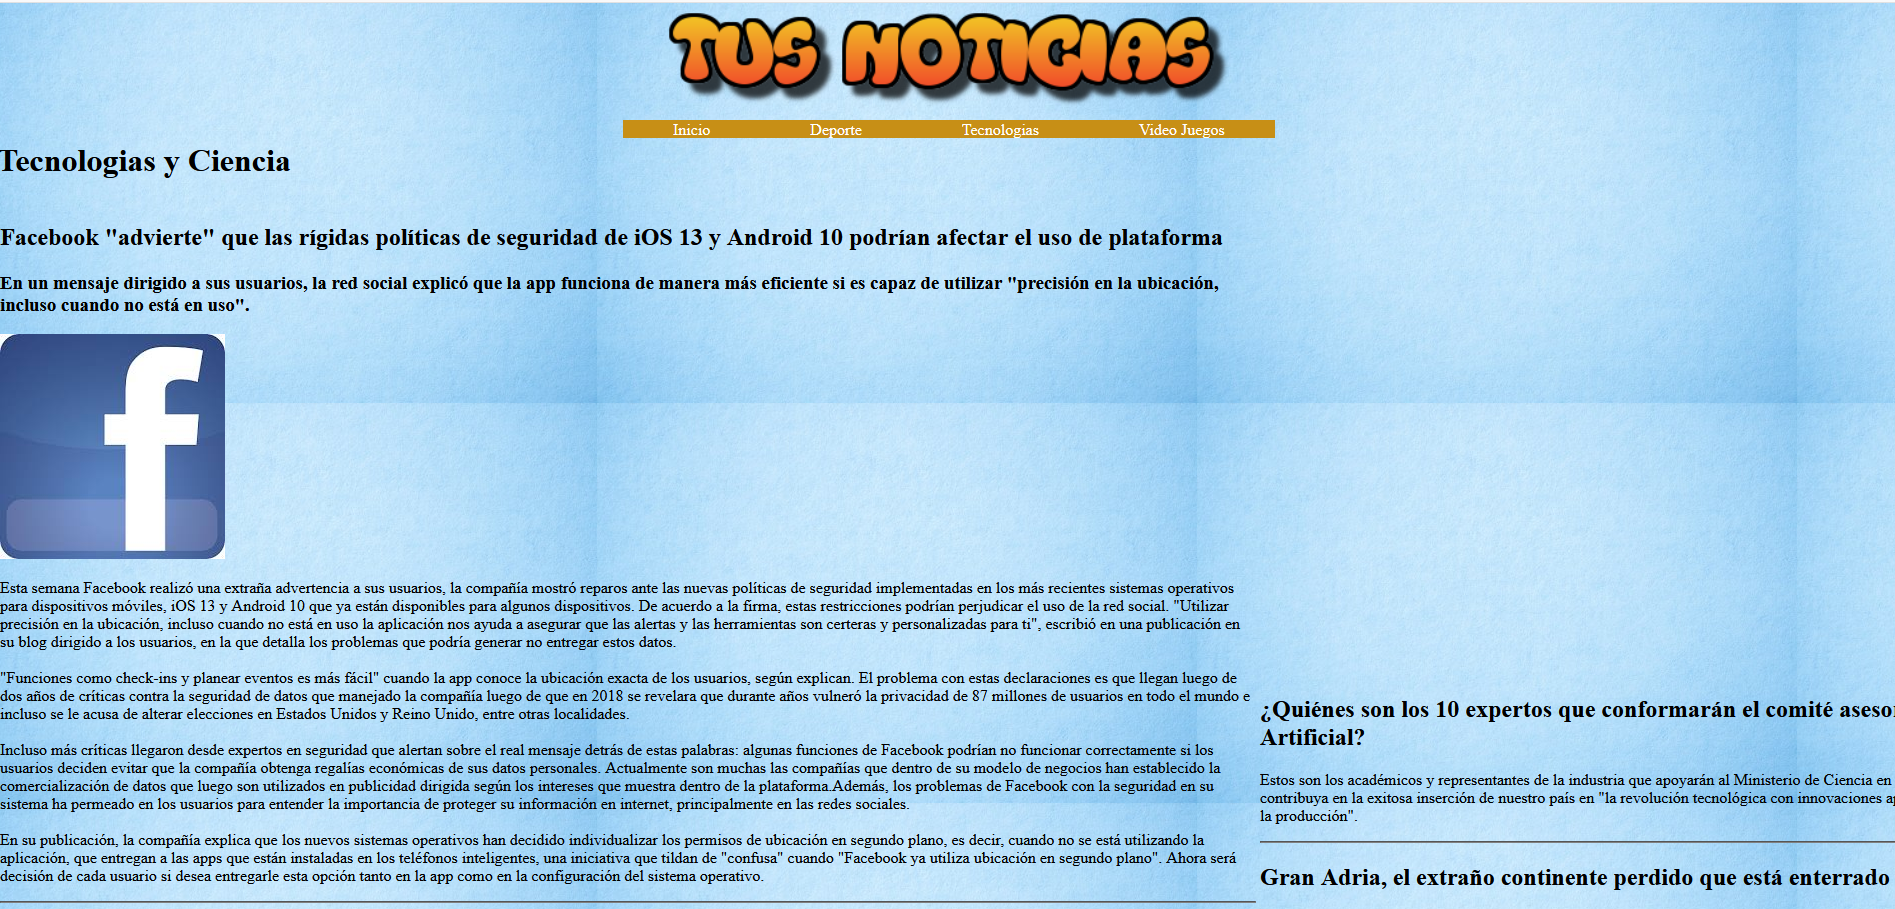 TUS NOTICIAS
Inicio Deporte Tecnologias Video Juegos
Tecnologias y Ciencia
Facebook "advierte" que las rígidas políticas de seguridad de iOS 13 y Android 10 podrían afectar el uso de plataforma
En un mensaje dirigido a sus usuarios, la red social explicó que la app funciona de manera más eficiente si es capaz de utilizar "precisión en la ubicación,
incluso cuando no está en uso".
f
Esta semana Facebook realizó una extraña advertencia a sus usuarios, la compañía mostró reparos ante las nuevas políticas de seguridad implementadas en los más recientes sistemas operativos
para dispositivos móviles, iOS 13 y Android 10 que ya están disponibles para algunos dispositivos. De acuerdo a la firma, estas restricciones podrían perjudicar el uso de la red social. "Utilizar
precisión en la ubicación, incluso cuando no está en uso la aplicación nos ayuda a asegurar que las alertas y las herramientas son certeras y personalizadas para ti", escribió en una publicación en
su blog dirigido a los usuarios, en la que detalla los problemas que podría generar no entregar estos datos.
"Funciones como check-ins y planear eventos es más fácil" cuando la app conoce la ubicación exacta de los usuarios, según explican. El problema con estas declaraciones es que llegan luego de
dos años de críticas contra la seguridad de datos que manejado la compañía luego de que en 2018 se revelara que durante años vulneró la privacidad de 87 millones de usuarios en todo el mundo e
incluso se le acusa de alterar elecciones en Estados Unidos y Reino Unido, entre otras localidades.
Incluso más críticas llegaron desde expertos en seguridad que alertan sobre el real mensaje detrás de estas palabras: algunas funciones de Facebook podrían no funcionar correctamente si los
usuarios deciden evitar que la compañía obtenga regalías económicas de sus datos personales. Actualmente son muchas las compañías que dentro de su modelo de negocios han establecido la
comercialización de datos que luego son utilizados en publicidad dirigida según los intereses que muestra dentro de la plataforma.Además, los problemas de Facebook con la seguridad en su
sistema ha permeado en los usuarios para entender la importancia de proteger su información en internet, principalmente en las redes sociales.
En su publicación, la compañía explica que los nuevos sistemas operativos han decidido individualizar los permisos de ubicación en segundo plano, es decir, cuando no se está utilizando la
aplicación, que entregan a las apps que están instaladas en los teléfonos inteligentes, una iniciativa que tildan de "confusa" cuando "Facebook ya utiliza ubicación en segundo plano". Ahora será
decisión de cada usuario si desea entregarle esta opción tanto en la app como en la configuración del sistema operativo.
¿Quiénes son los 10 expertos que conformarán el comité
Artificial?
Estos son los académicos y representantes de la industria que apoyarán al Ministerio de Ciencia en
contribuya en la exitosa inserción de nuestro país en "la revolución tecnológica con innovaciones
la producción".
Gran Adria, el extraño continente perdido que está enterrado